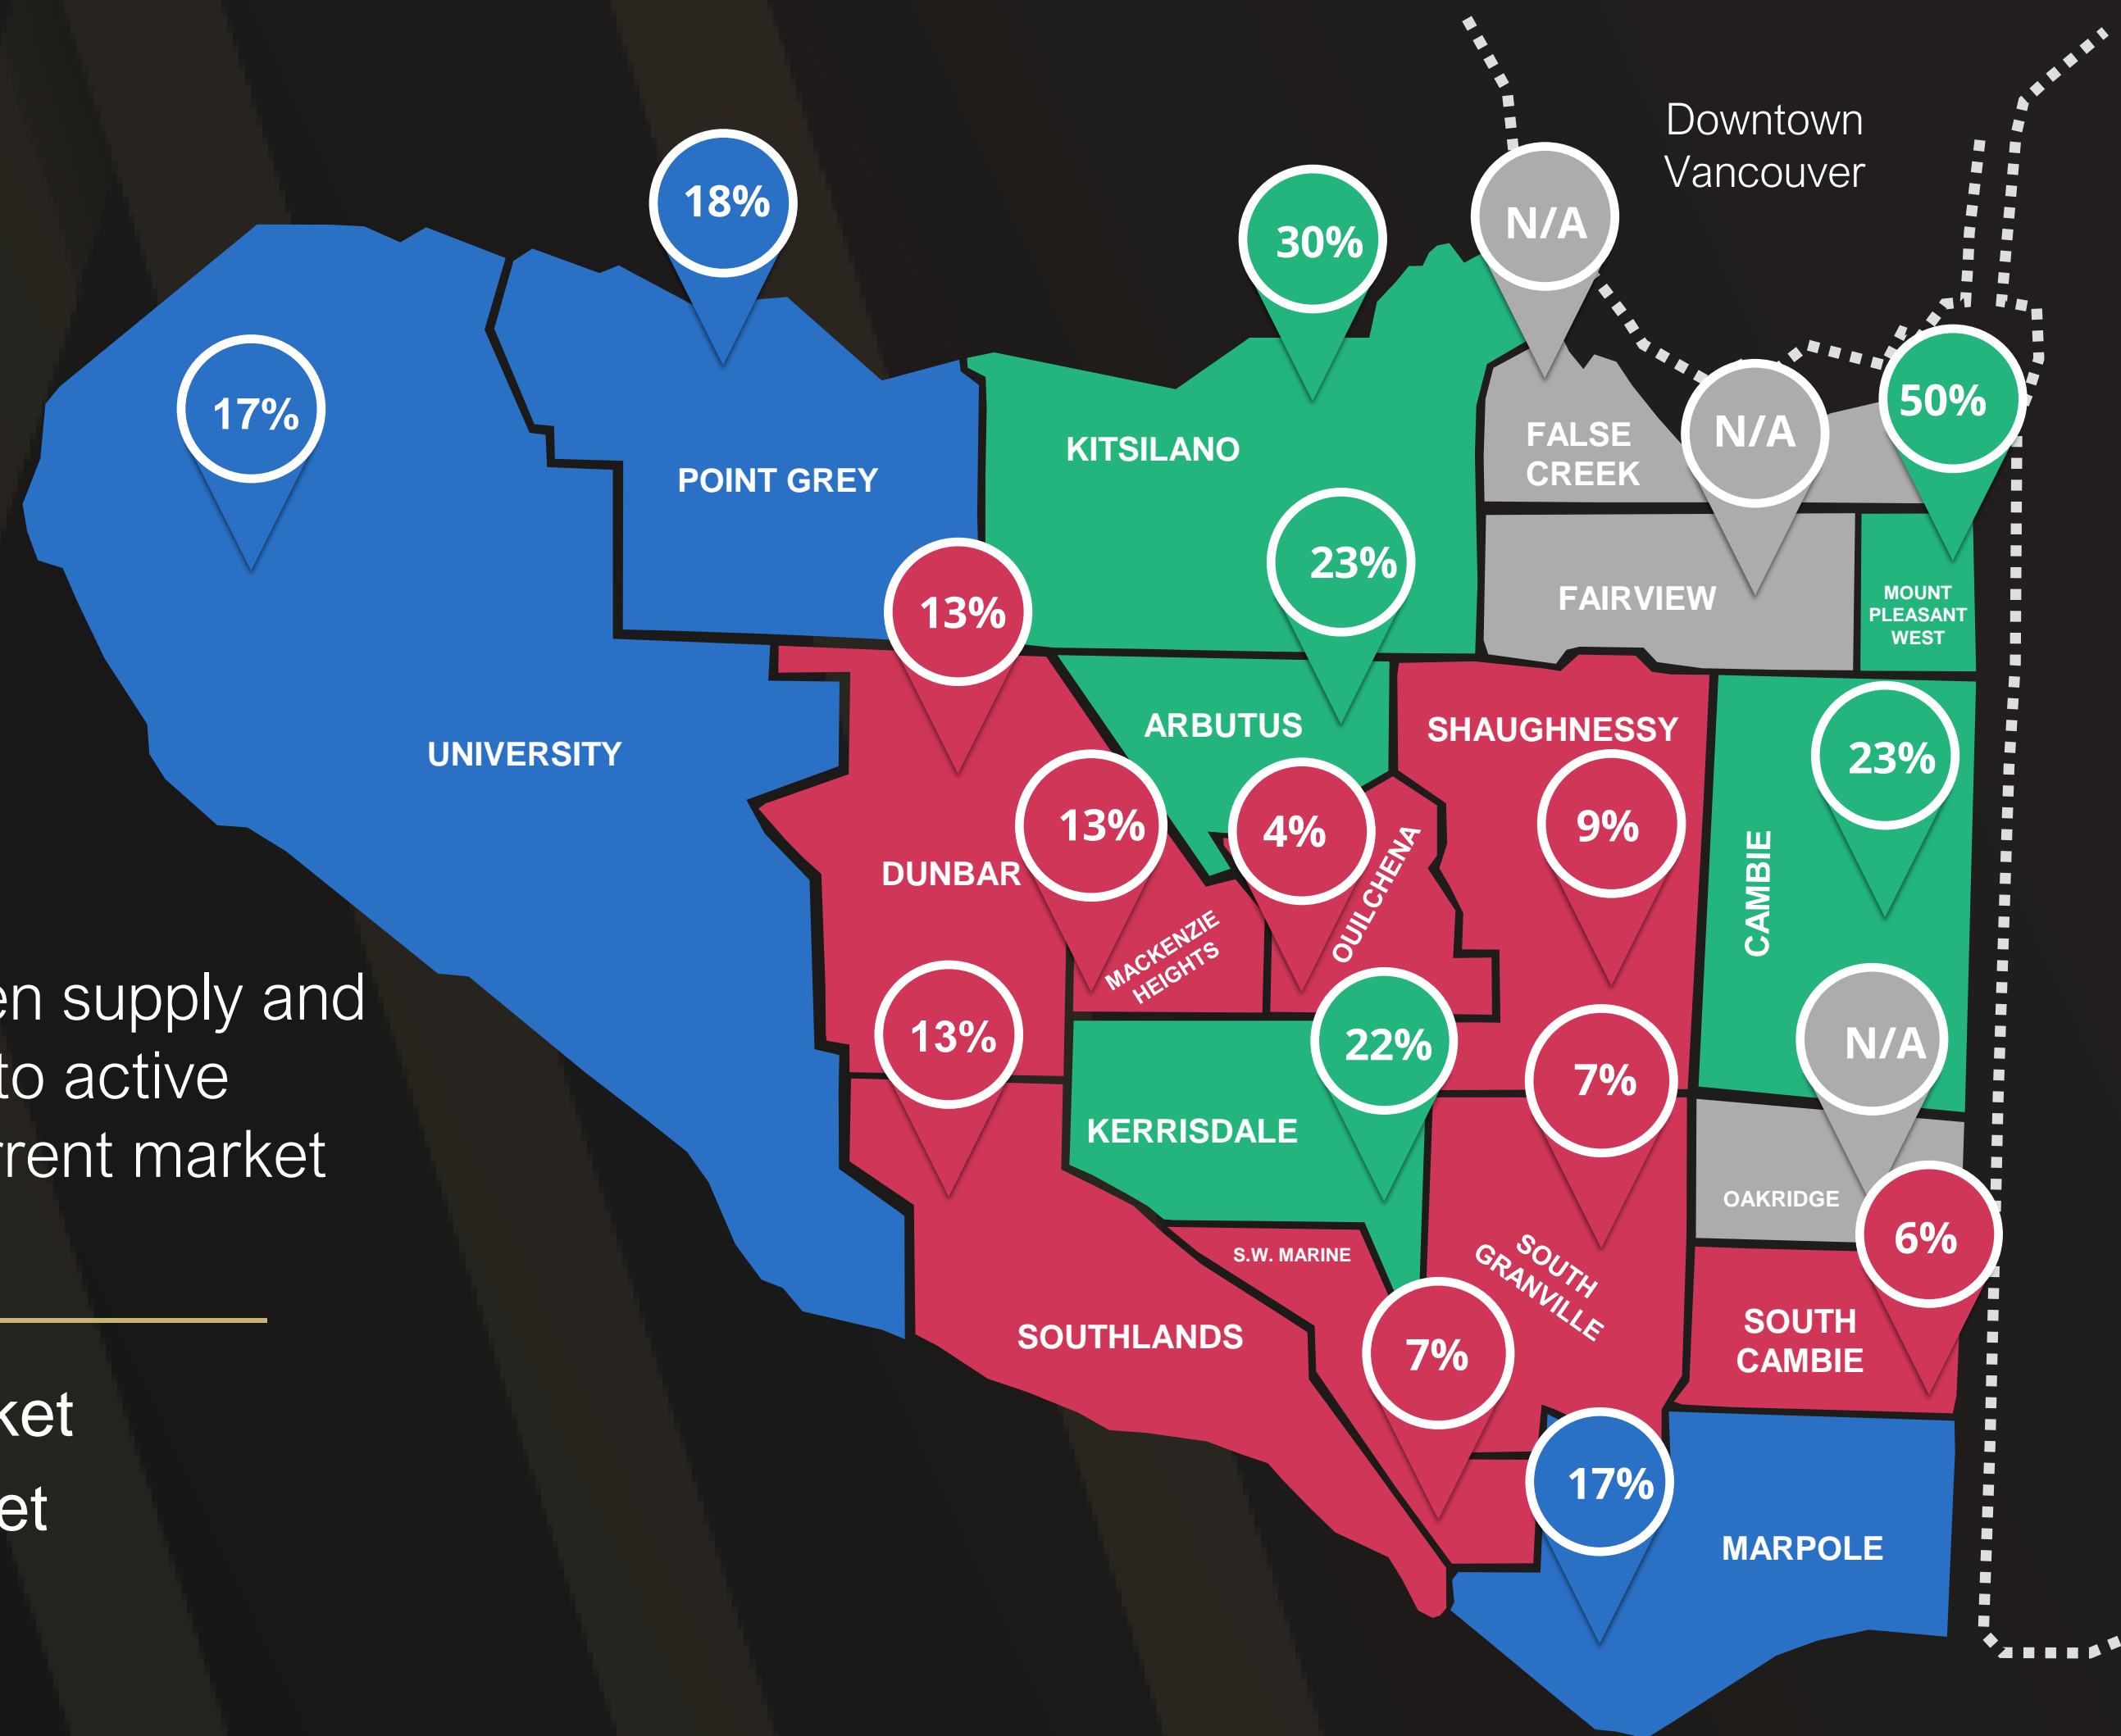 Downtown
Vancouver
18%
30%
N/A
17%
50%
N/A
KITSILANO
FALSE
CREEK
POINT GREY
23%
13%
FAIRVIEW
MOUNT
PLEASANT
WEST
ARBUTUS
SHAUGHNESSY
UNIVERSITY
23%
13%
4%
9%
DUNBAR
QUILCHENA
CAMBIE
MACKENZIE
HEIGHTS
en supply and
13%
22%
N/A
to active
7%
KERRISDALE
rrent market
OAKRIDGE
6%
S.W. MARINE
SOUTH
GRANVILLE
SOUTHLANDS
SOUTH
CAMBIE
7%
ket
17%
et
MARPOLE